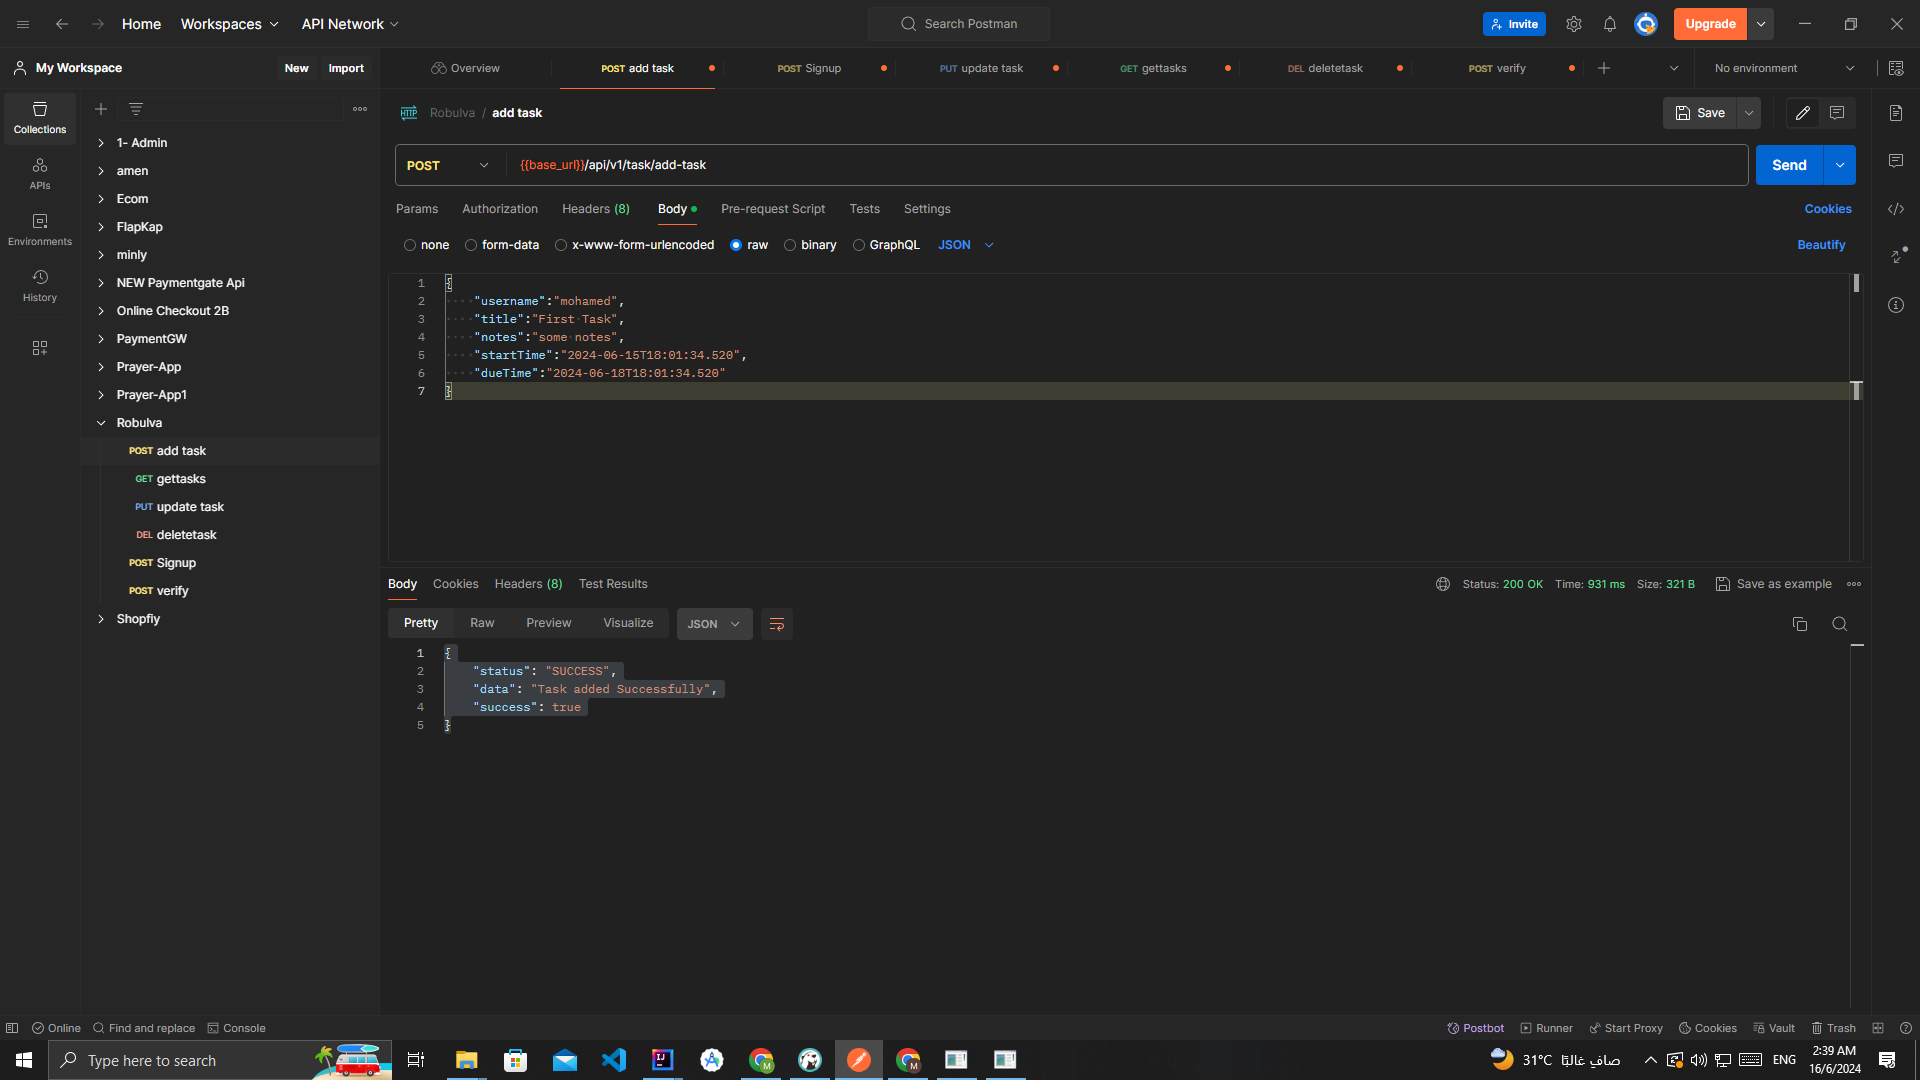 Home Workspaces API Network Search Postman Invite Upgrade
My Workspace New Import Overview POST add task POST Signup PUT update task GET gettasks DEL deletetask POST verify No environment
Collections
APIs
Environments
History
1- Admin
amen
Ecom
FlapKap
minly
NEW Paymentgate Api
Online Checkout 2B
PaymentGW
Prayer-App
Prayer-App1
Robulva
POST add task
GET gettasks
PUT update task
DEL deletetask
POST Signup
POST verify
Shopfiy
HTTP Robulva / add task Save
POST {{base_url}}/api/v1/task/add-task Send
Params Authorization Headers (8) Body Pre-request Script Tests Settings Cookies
none form-data x-www-form-urlencoded raw binary GraphQL JSON Beautify
1 {
2 "username":"mohamed",
3 "title":"First Task",
4 "notes":"some notes",
5 "startTime":"2024-06-15T18:01:34.520",
6 "dueTime":"2024-06-18T18:01:34.520"
7 }
Body Cookies Headers (8) Test Results Status: 200 OK Time: 931 ms Size: 321 B Save as example
Pretty Raw Preview Visualize JSON
1 {
2 "status": "SUCCESS",
3 "data": "Task added Successfully",
4 "success": true
5 }
Online Find and replace Console Postbot Runner Start Proxy Cookies Vault Trash
Type here to search 31°C صافٍ غالبًا ENG 2:39 AM
16/6/2024